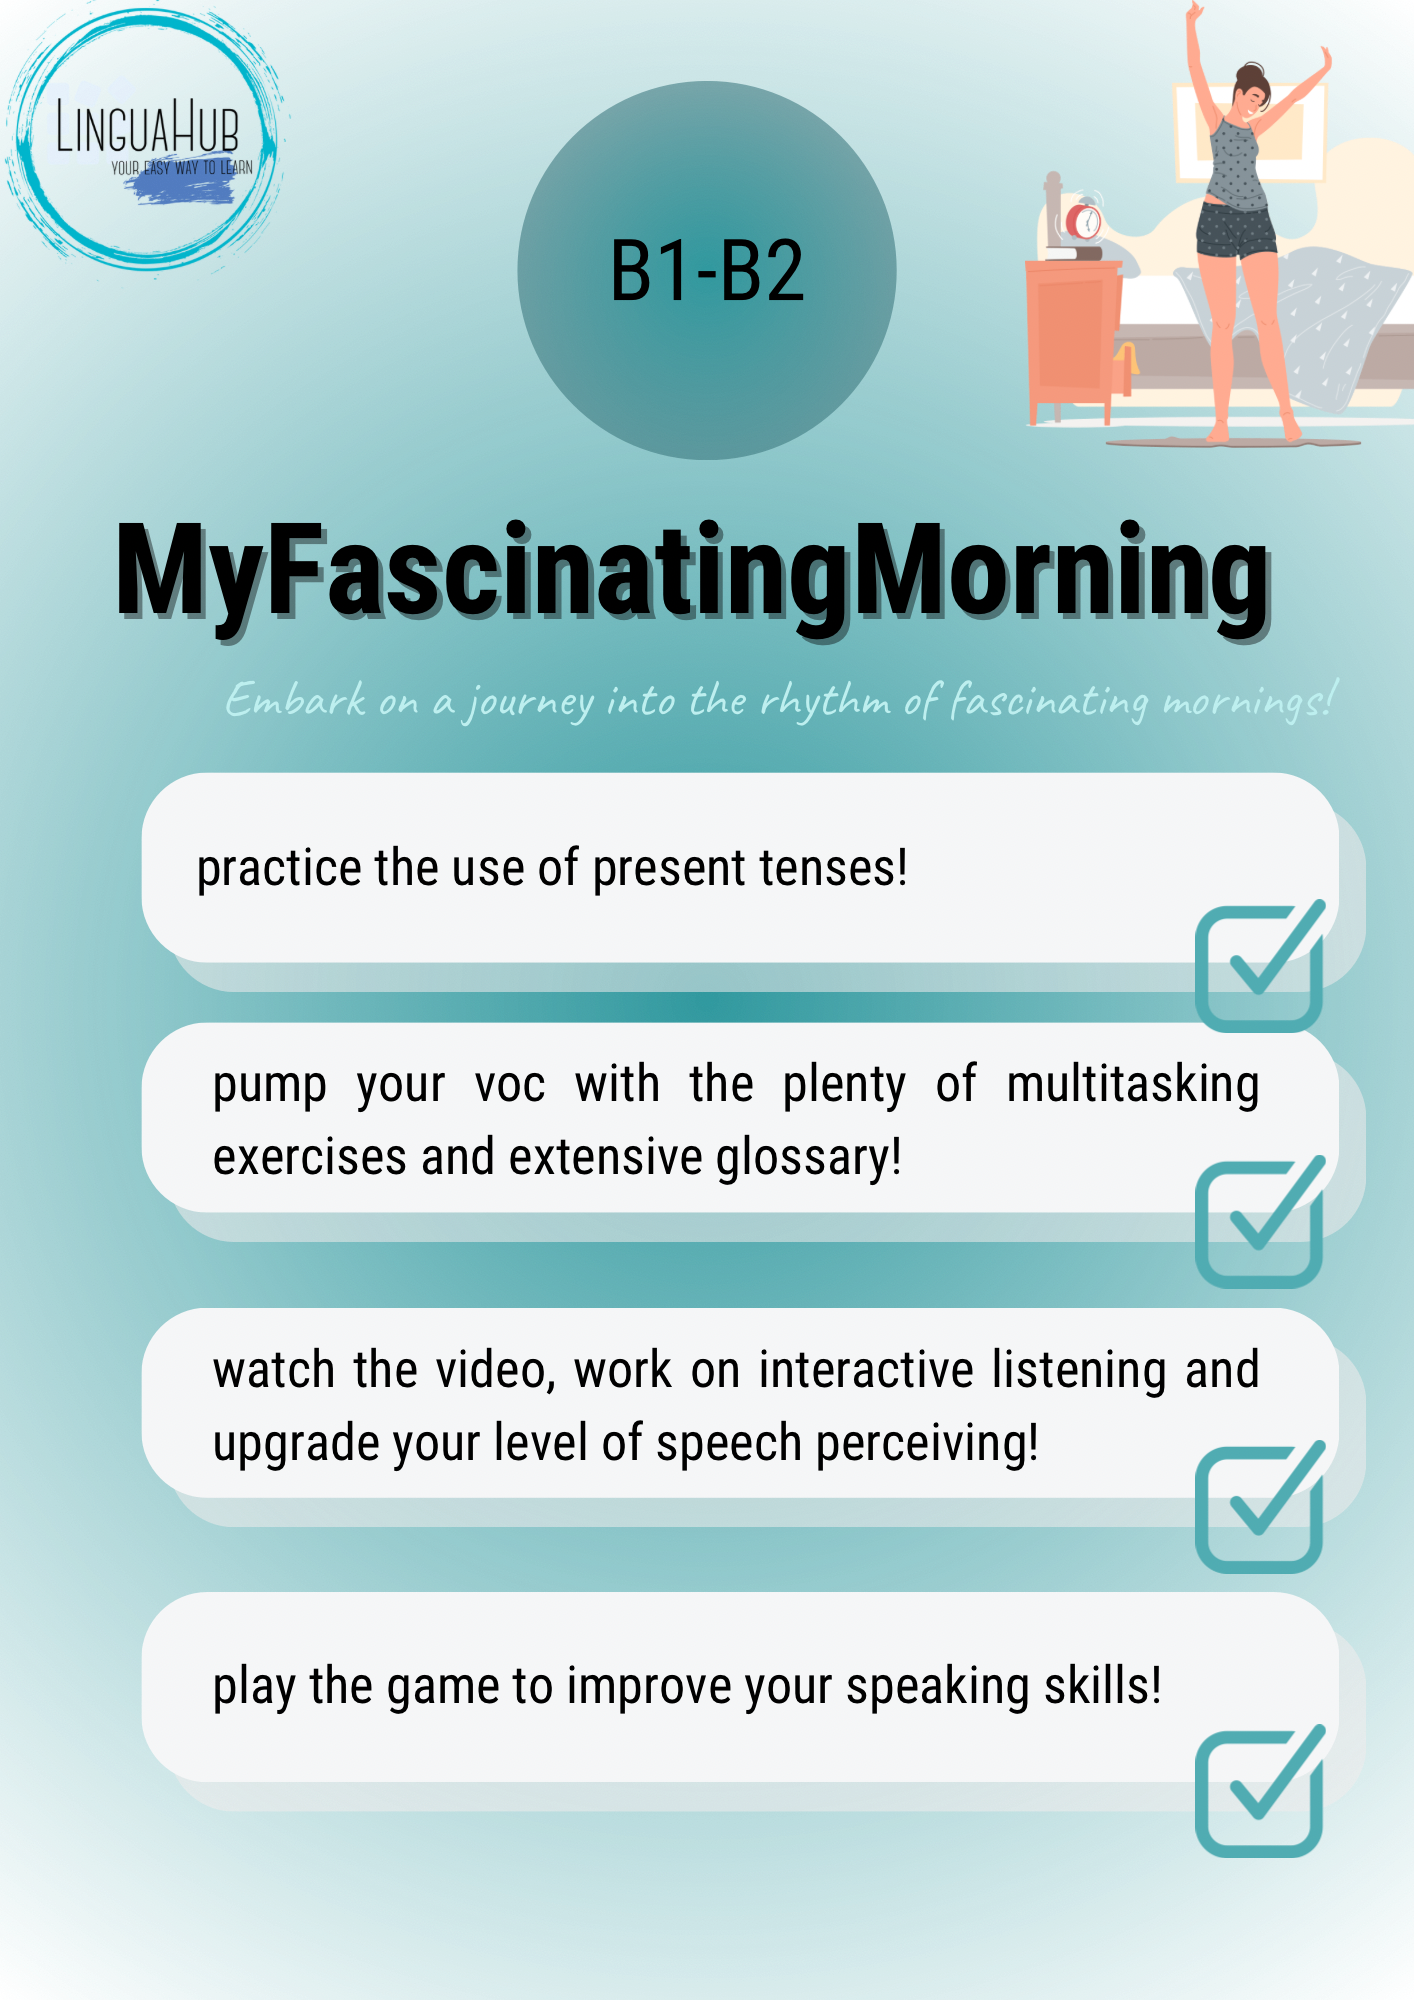 LINGUAHUB
YOUR EASY WAY TO LEARN
B1-B2
MyFascinatingMorning
Embark on a journey into the rhythm of fascinating mornings!
practice the use of present tenses!
pump your voc with the plenty of multitasking
exercises and extensive glossary!
watch the video, work on interactive listening and
upgrade your level of speech perceiving!
play the game to improve your speaking skills!